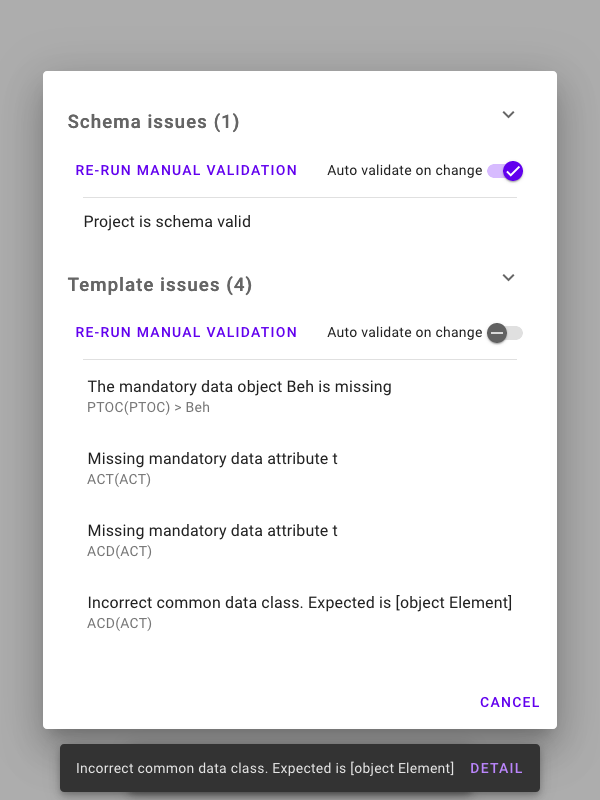 Schema issues (1)
RE-RUN MANUAL VALIDATION Auto validate on change
Project is schema valid
Template issues (4)
RE-RUN MANUAL VALIDATION Auto validate on change
The mandatory data object Beh is missing
PTOC(PTOC) > Beh
Missing mandatory data attribute t
ACT(ACT)
Missing mandatory data attribute t
ACD(ACT)
Incorrect common data class. Expected is [object Element]
ACD(ACT)
CANCEL
Incorrect common data class. Expected is [object Element] DETAIL